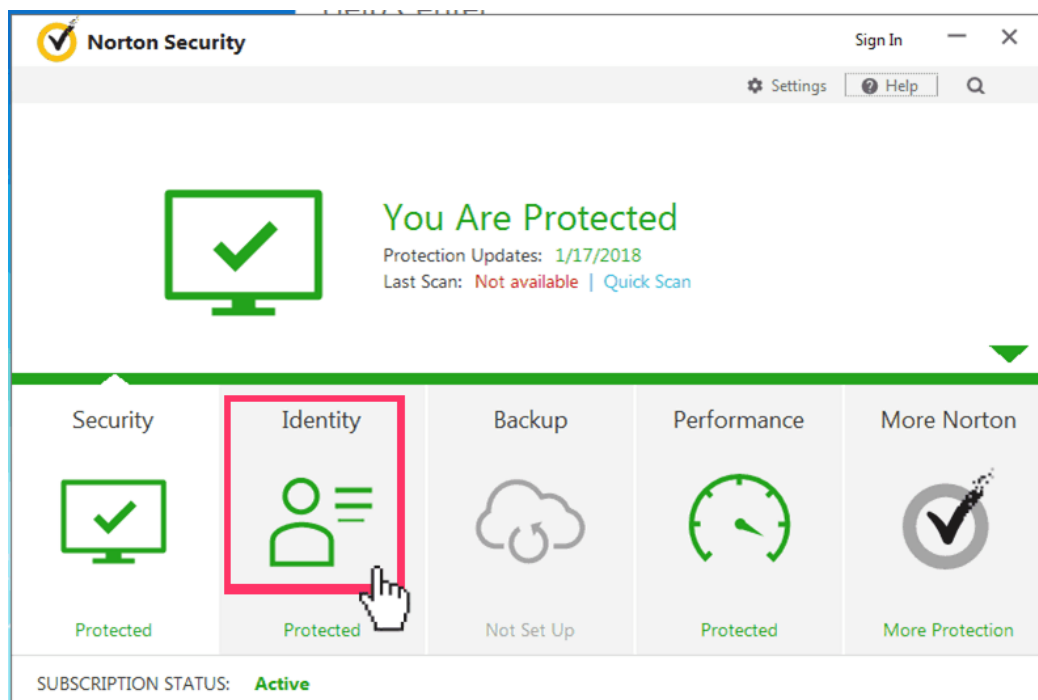 Norton Security
Sign In
Settings
Help
You Are Protected
Protection Updates: 1/17/2018
Last Scan: Not available | Quick Scan
Security
Identity
Backup
Performance
More Norton
Protected
Protected
Not Set Up
Protected
More Protection
SUBSCRIPTION STATUS: Active